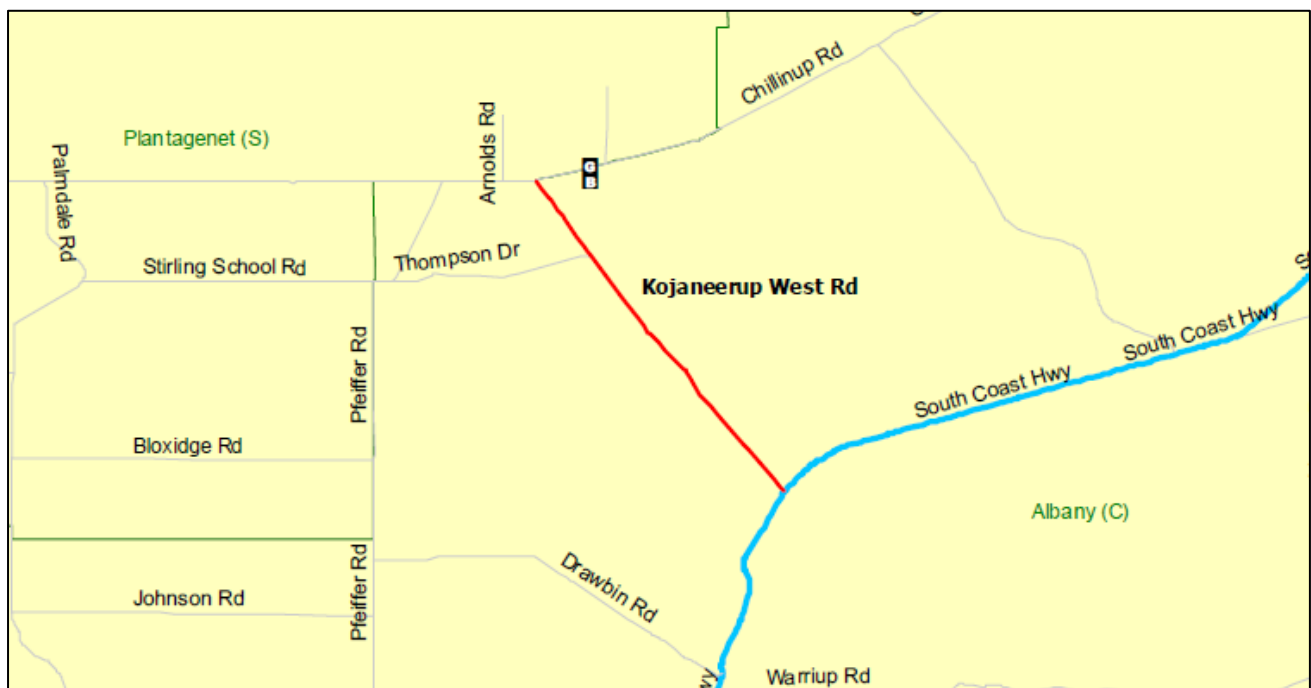 Chillinup Rd
Plantagenet (S)
Arnolds Rd
Palmdale Rd
G
B
Stirling School Rd
Thompson Dr
Kojaneerup West Rd
South Coast Hwy
South Coast Hwy
Pfeiffer Rd
Bloxidge Rd
Albany (C)
Drawbin Rd
Pfeiffer Rd
Johnson Rd
Warriup Rd